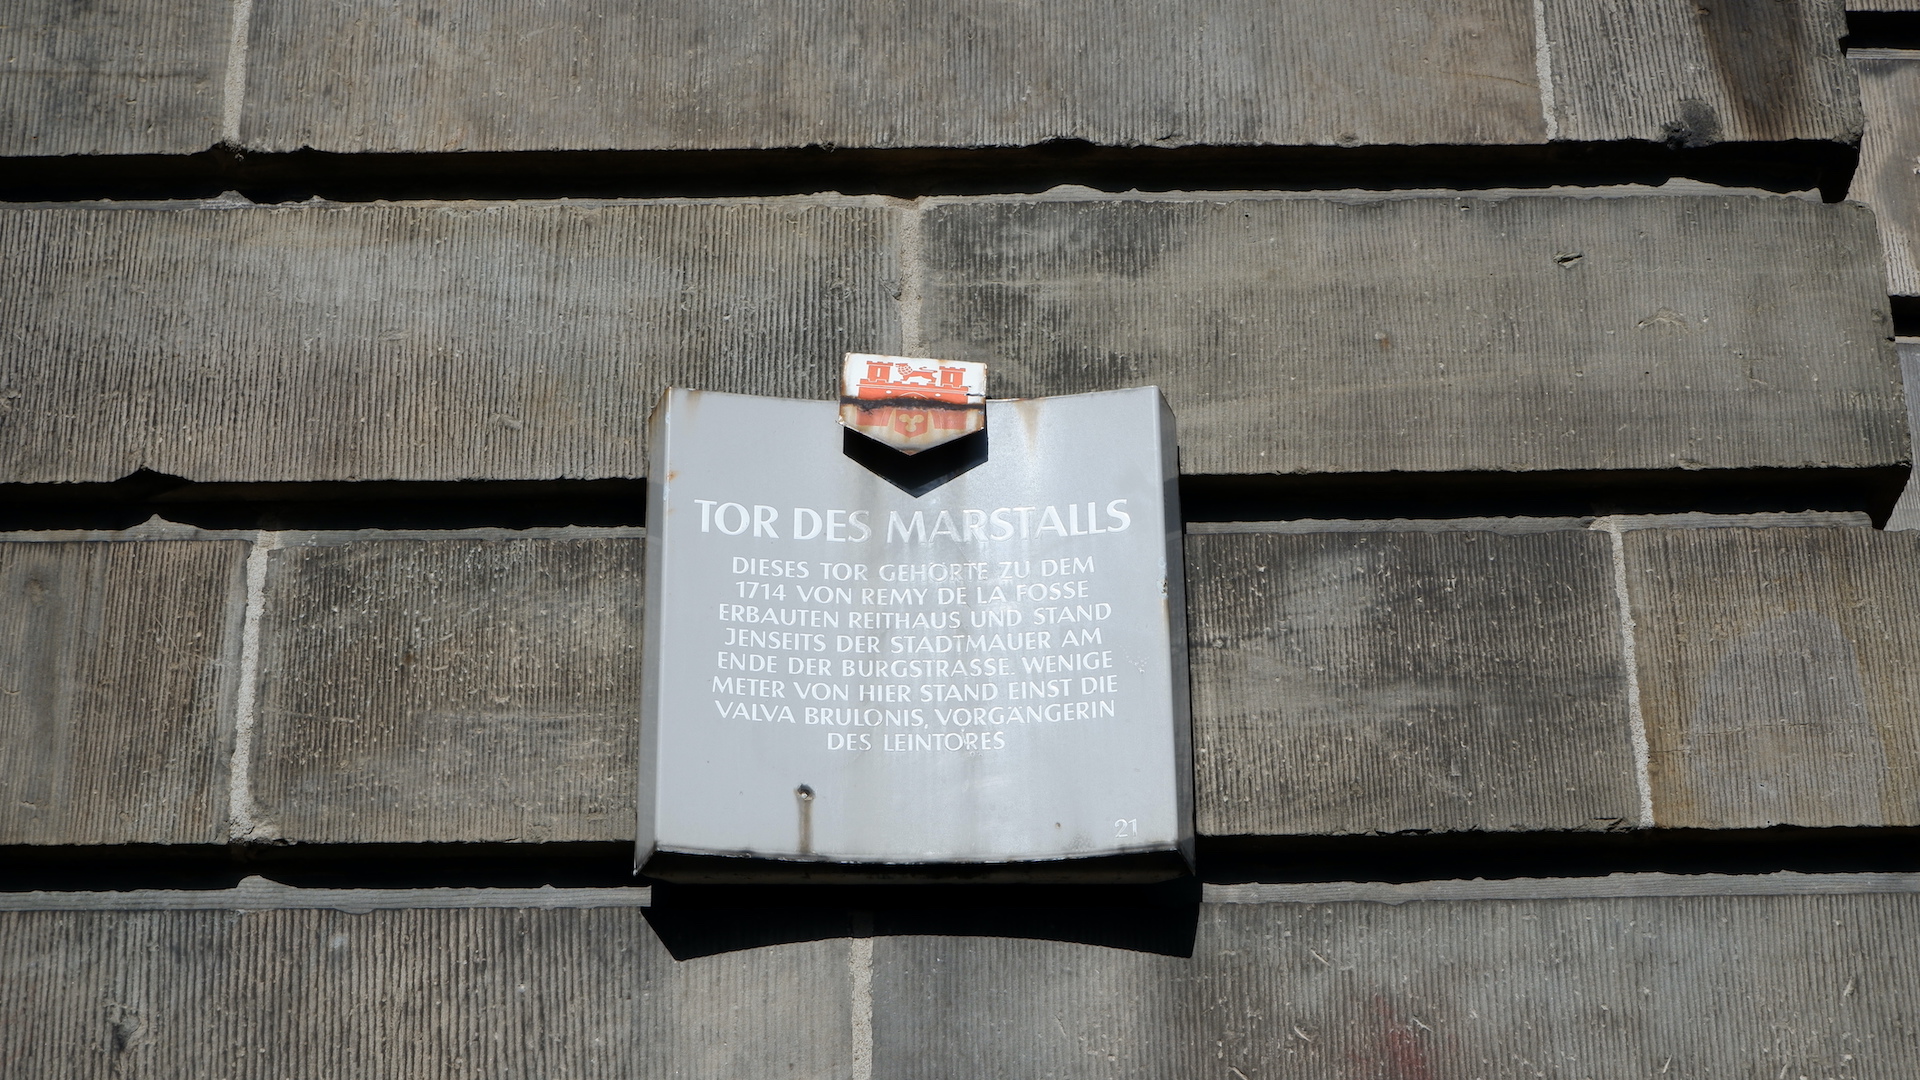 TOR DES MARSTALLS
DIESES TOR GEHÖRTE ZU DEM
1714 VON REMY DE LA FOSSE
ERBAUTEN REITHAUS UND STAND
JENSEITS DER STADTMAUER AM
ENDE DER BURGSTRASSE. WENIGE
METER VON HIER STAND EINST DIE
VALVA BRULONIS, VORGÄNGERIN
DES LEINTORES
21